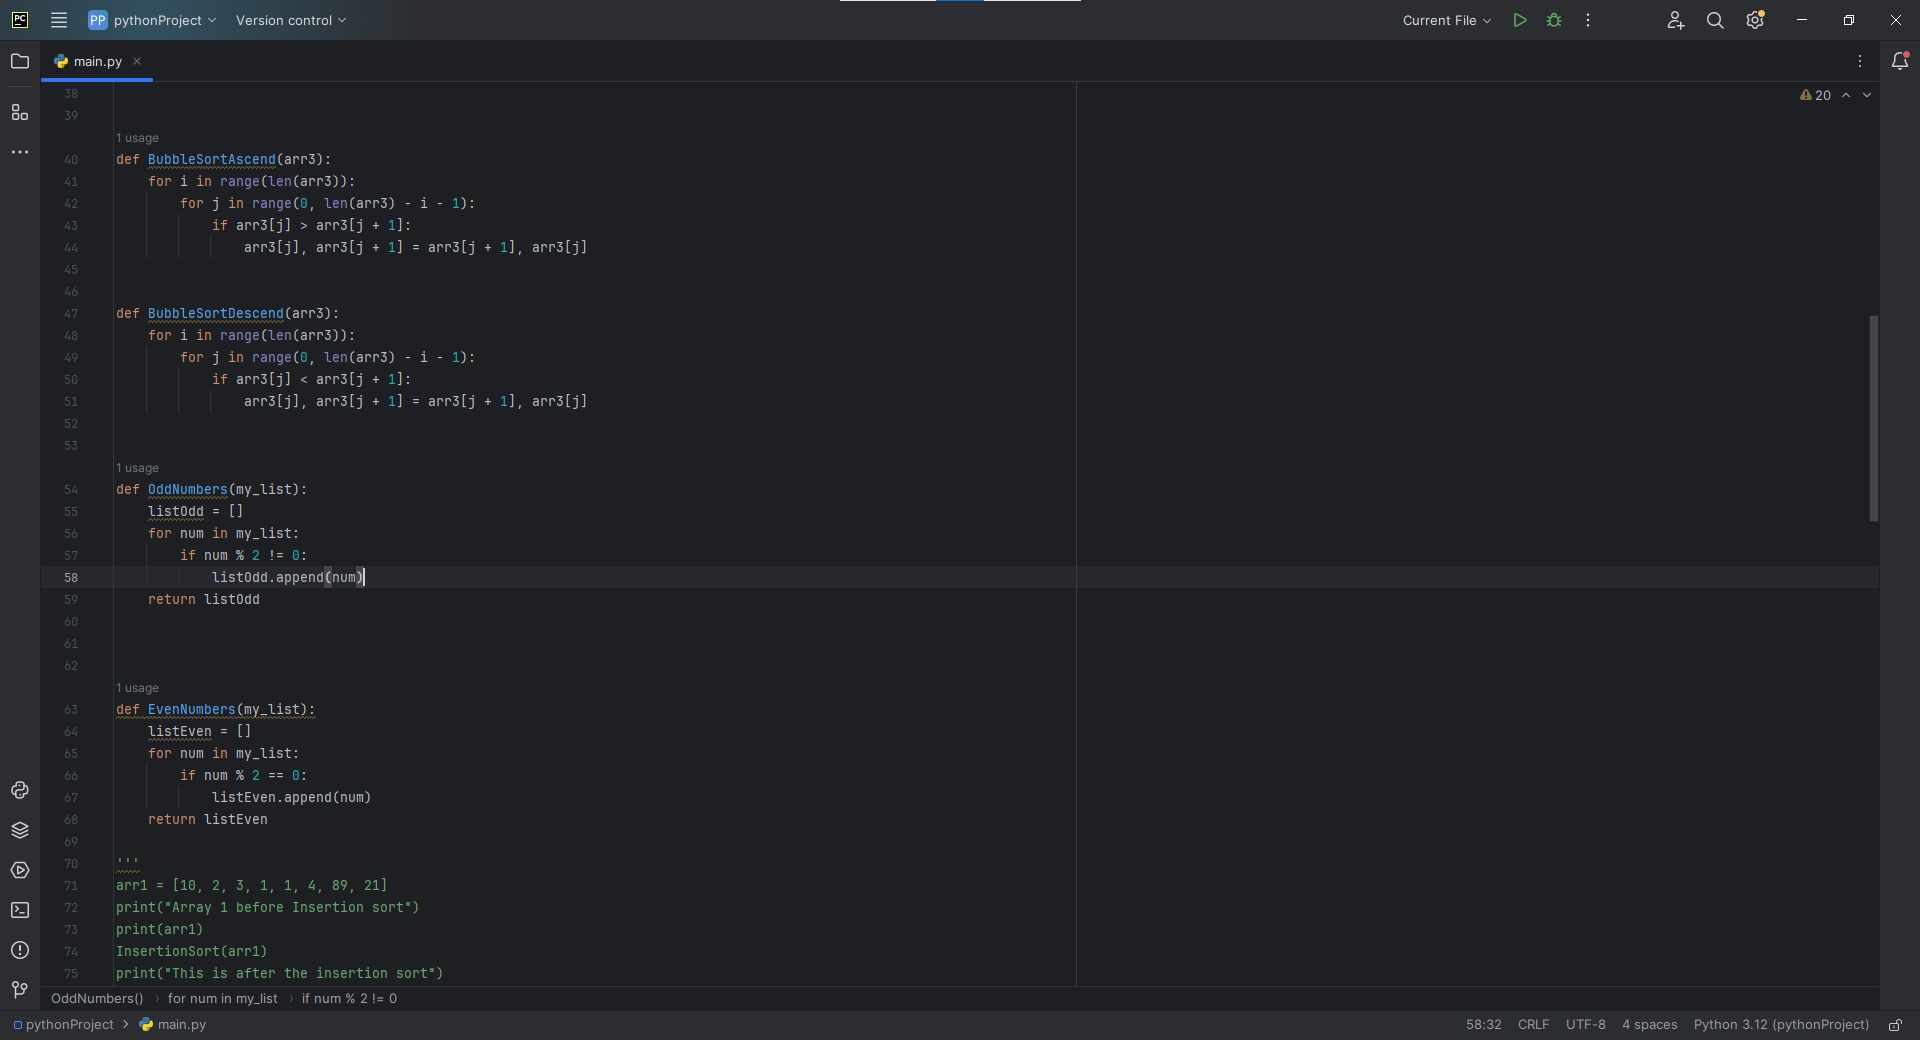 PC PP pythonProject Version control Current File
main.py
20
38
39
1 usage
40 def BubbleSortAscend(arr3):
41 for i in range(len(arr3)):
42 for j in range(0, len(arr3) - i - 1):
43 if arr3[j] > arr3[j + 1]:
44 arr3[j], arr3[j + 1] = arr3[j + 1], arr3[j]
45
46
47 def BubbleSortDescend(arr3):
48 for i in range(len(arr3)):
49 for j in range(0, len(arr3) - i - 1):
50 if arr3[j] < arr3[j + 1]:
51 arr3[j], arr3[j + 1] = arr3[j + 1], arr3[j]
52
53
1 usage
54 def OddNumbers(my_list):
55 listOdd = []
56 for num in my_list:
57 if num % 2 != 0:
58 listOdd.append(num)
59 return listOdd
60
61
62
1 usage
63 def EvenNumbers(my_list):
64 listEven = []
65 for num in my_list:
66 if num % 2 == 0:
67 listEven.append(num)
68 return listEven
69
70 '''
71 arr1 = [10, 2, 3, 1, 1, 4, 89, 21]
72 print("Array 1 before Insertion sort")
73 print(arr1)
74 InsertionSort(arr1)
75 print("This is after the insertion sort")
OddNumbers() › for num in my_list › if num % 2 != 0
pythonProject > main.py 58:32 CRLF UTF-8 4 spaces Python 3.12 (pythonProject)